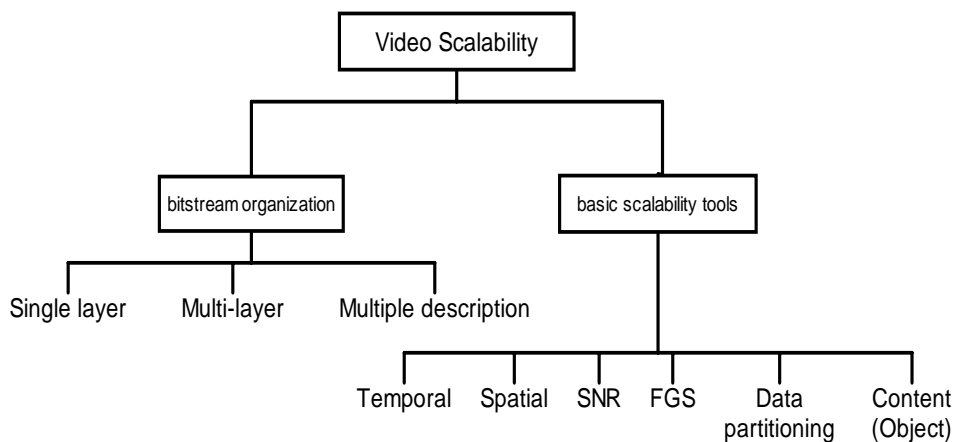 Video Scalability
bitstream organization
basic scalability tools
Single layer
Multi-layer
Multiple description
Temporal
Spatial
SNR
FGS
Data
partitioning
Content
(Object)